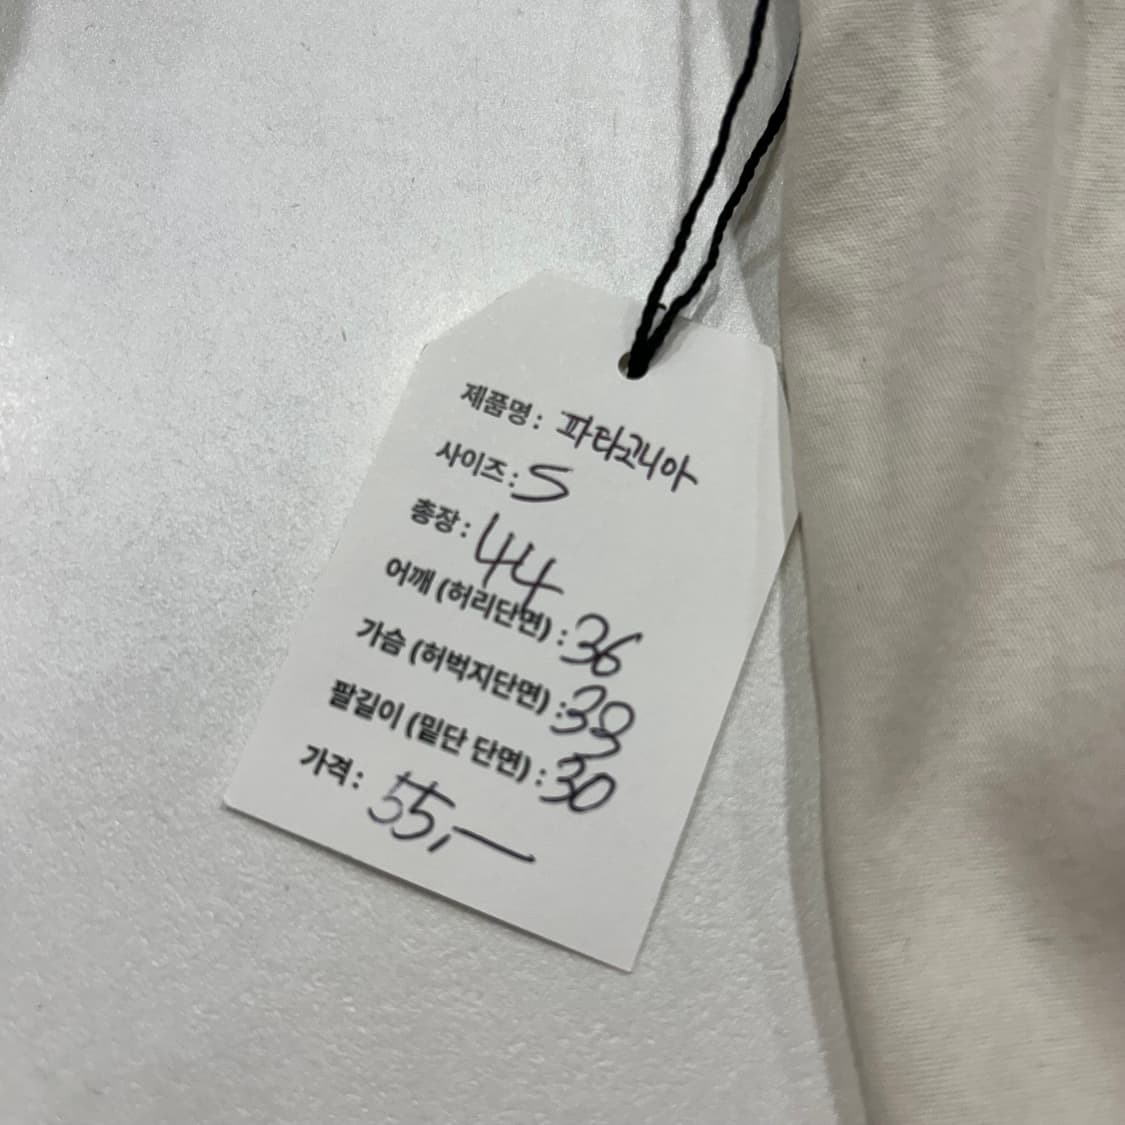 제품명: 파타고니아
사이즈: S
총장: 44
어깨 (허리단면) : 36
가슴 (허벅지단면) : 39
팔길이 (밑단 단면) : 30
가격: 55,—